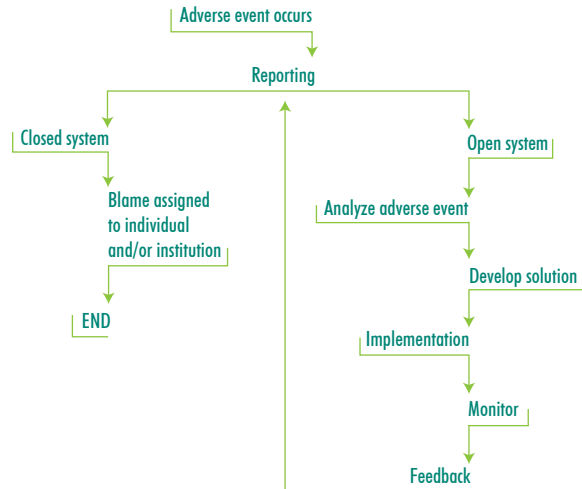 Adverse event occurs
Reporting
Closed system
Open system
Blame assigned
to individual
and/or institution
Analyze adverse event
Develop solution
END
Implementation
Monitor
Feedback